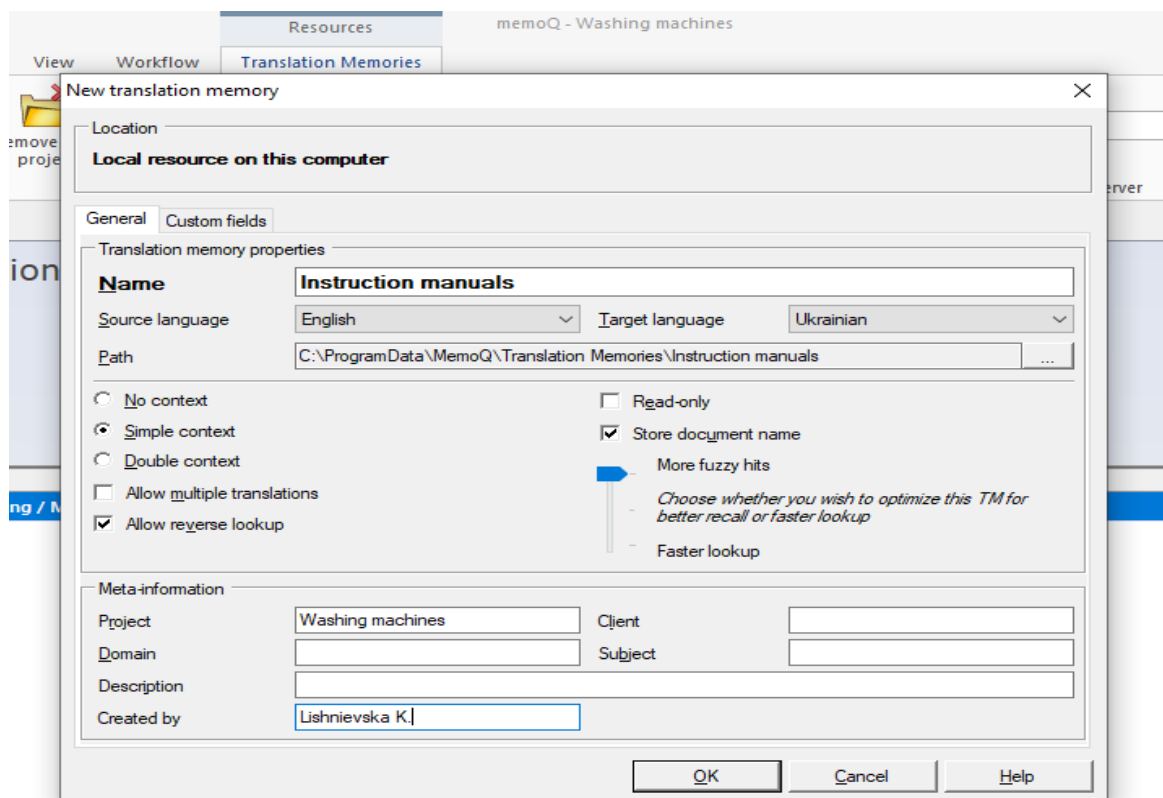 Resources
memoQ - Washing machines
View Workflow Translation Memories
New translation memory
emove
proje
erver
Location
Local resource on this computer
General Custom fields
Translation memory properties
ion
Name Instruction manuals
Source language English Target language Ukrainian
Path C:\ProgramData\MemoQ\Translation Memories\Instruction manuals ...
No context Read-only
Simple context Store document name
Double context More fuzzy hits
Allow multiple translations Choose whether you wish to optimize this TM for
ng / M
Allow reverse lookup better recall or faster lookup
Faster lookup
Meta-information
Project Washing machines Client
Domain Subject
Description
Created by Lishnievska K.
OK Cancel Help